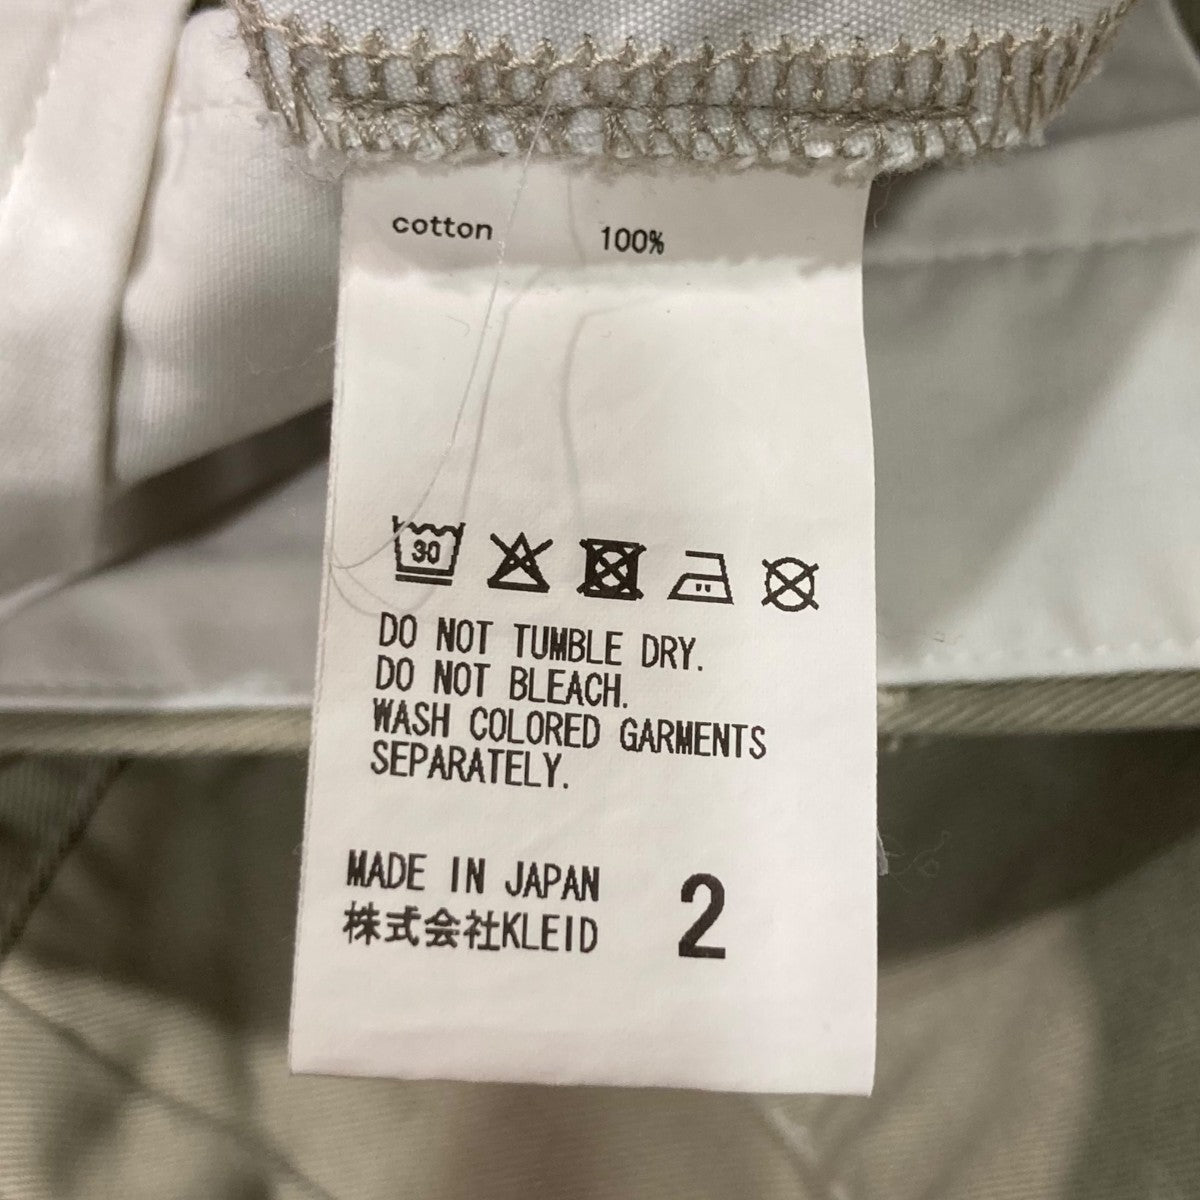 cotton 100%
30
DO NOT TUMBLE DRY.
DO NOT BLEACH.
WASH COLORED GARMENTS
SEPARATELY.
MADE IN JAPAN
株式会社KLEID 2